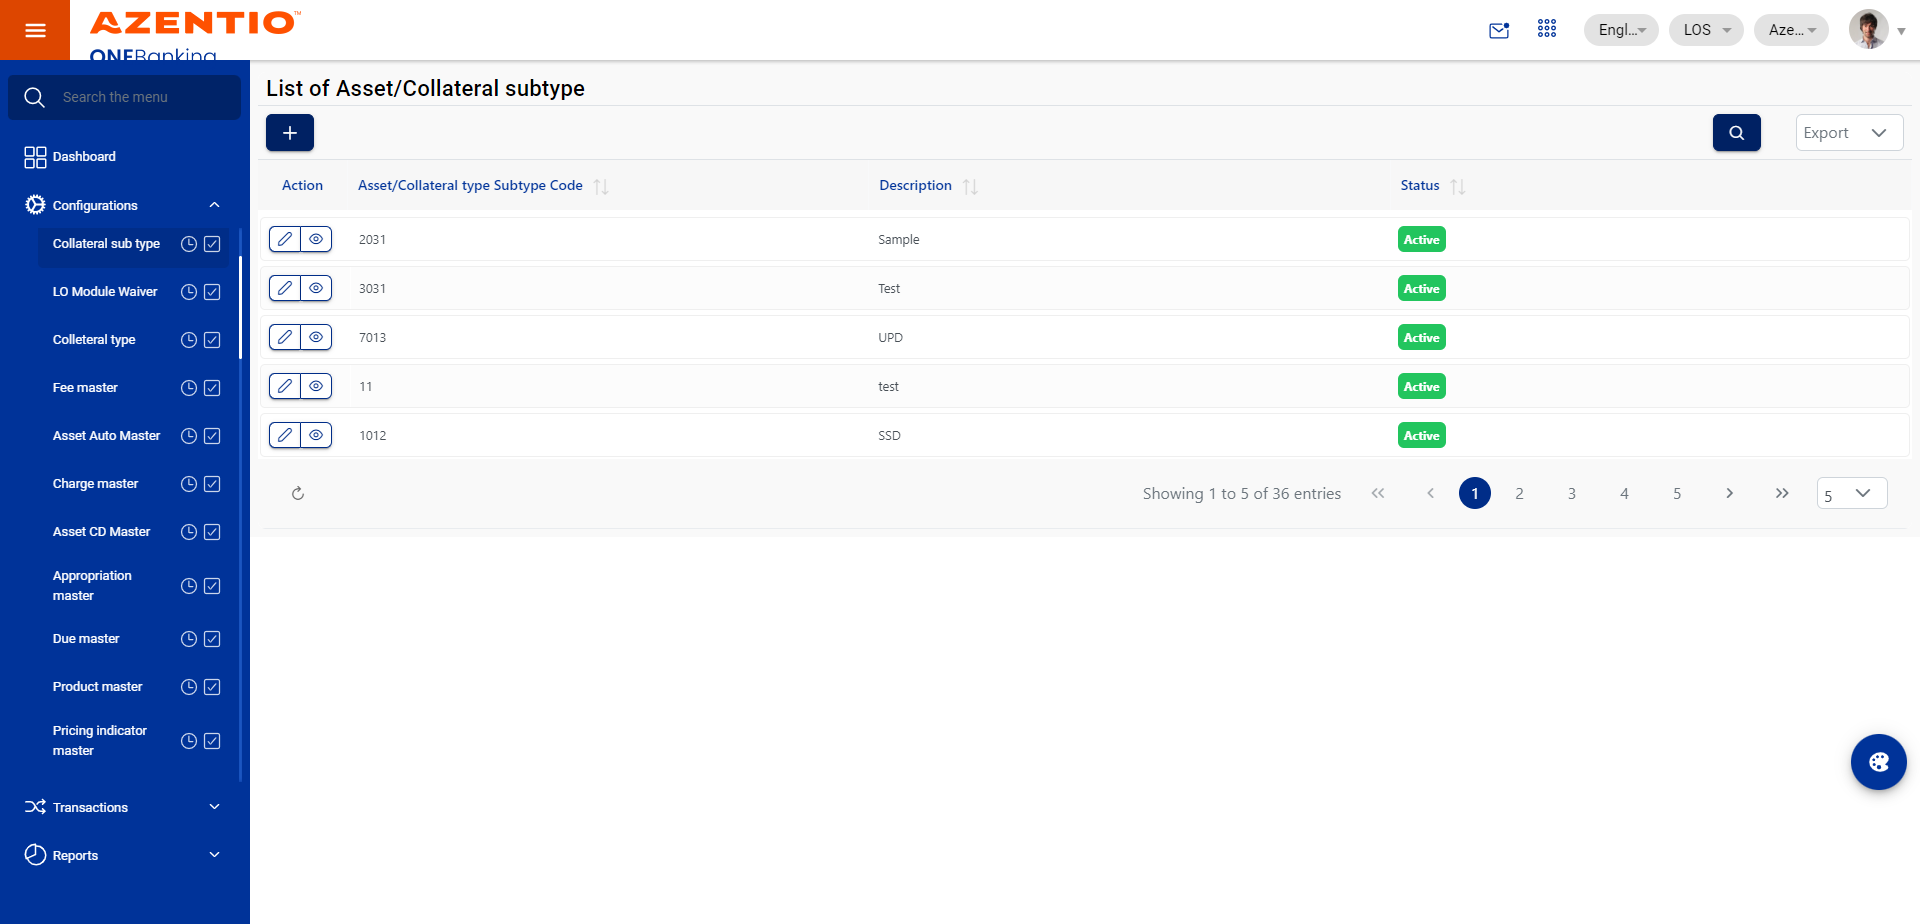 AZENTIO™
ONEBanking
Engl...
LOS
Aze...
Search the menu
Dashboard
Configurations
Collateral sub type
LO Module Waiver
Colleteral type
Fee master
Asset Auto Master
Charge master
Asset CD Master
Appropriation
master
Due master
Product master
Pricing indicator
master
Transactions
Reports
List of Asset/Collateral subtype
Export
Action Asset/Collateral type Subtype Code Description Status
2031 Sample Active
3031 Test Active
7013 UPD Active
11 test Active
1012 SSD Active
Showing 1 to 5 of 36 entries 1 2 3 4 5 5